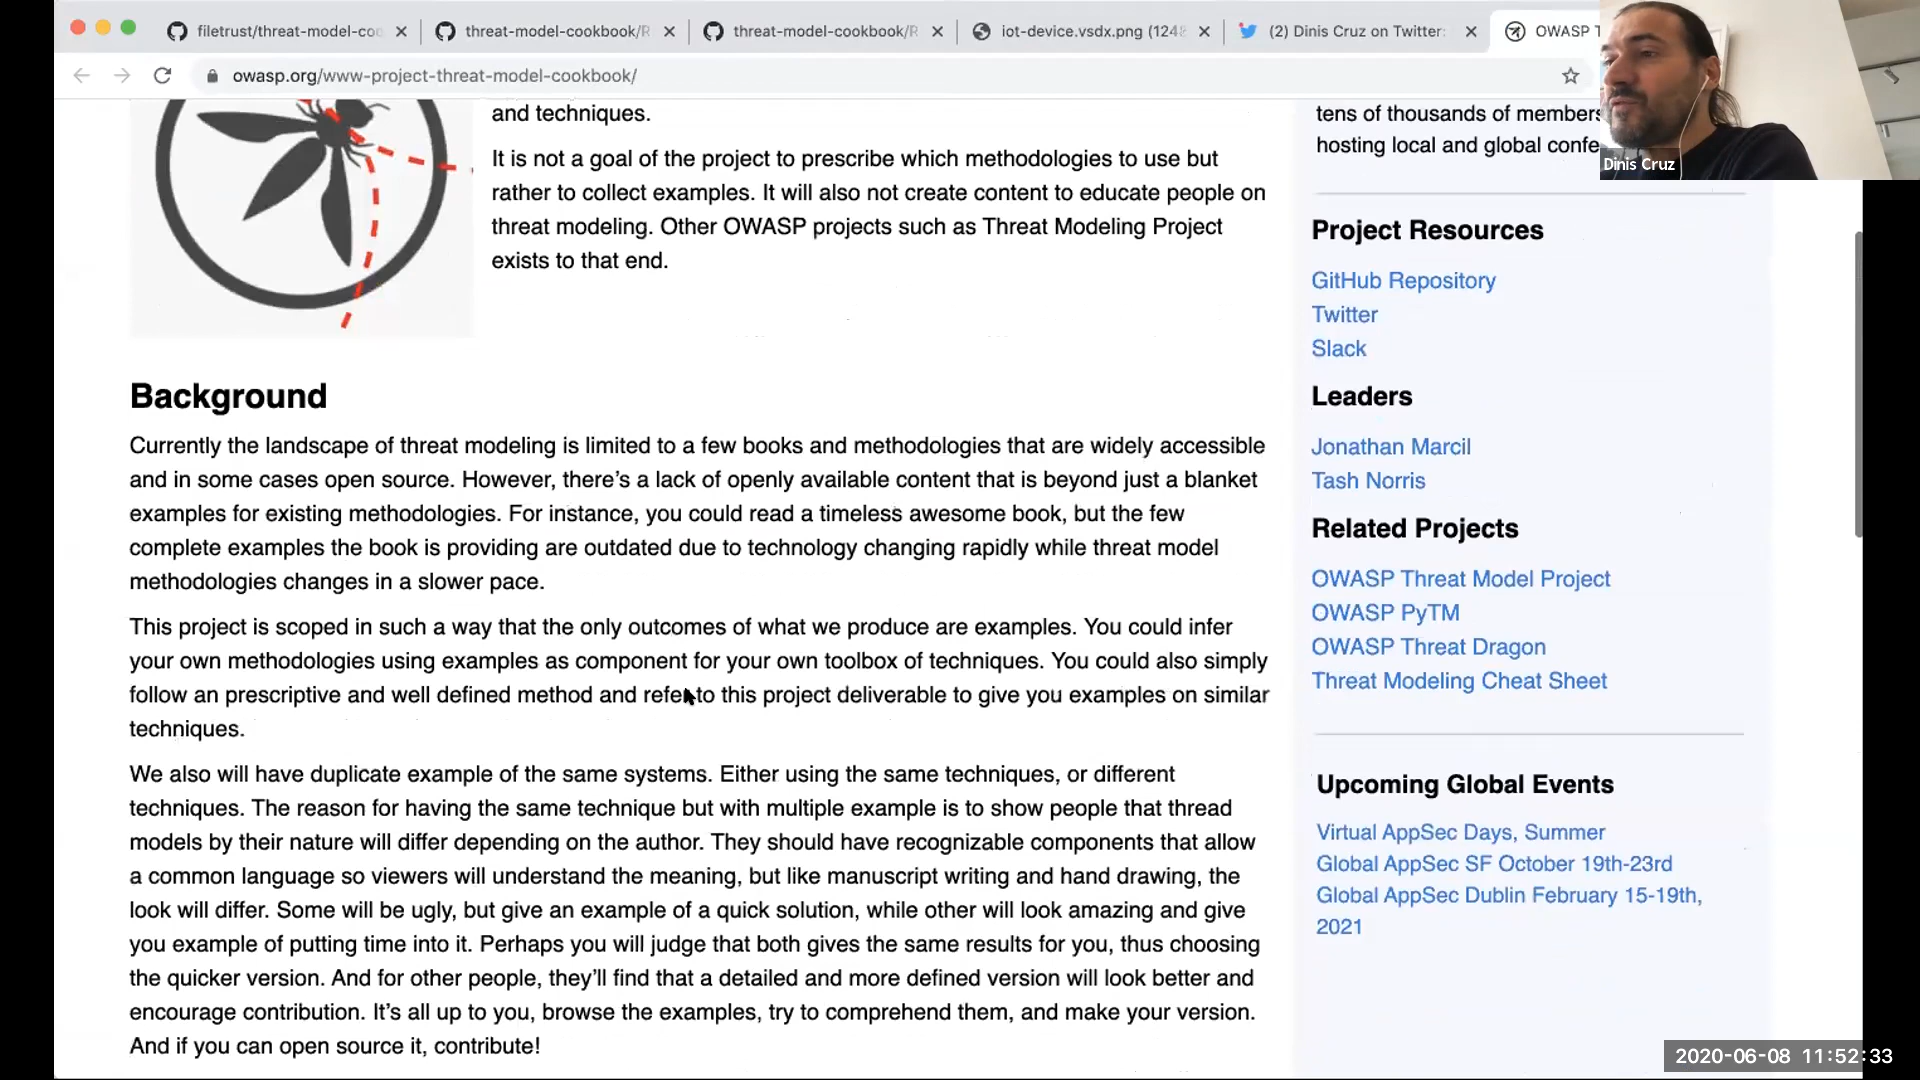 filetrust/threat-model-coo
threat-model-cookbook/R
threat-model-cookbook/R
iot-device.vsdx.png (124
(2) Dinis Cruz on Twitter:
OWASP T
owasp.org/www-project-threat-model-cookbook/
Dinis Cruz
and techniques.
It is not a goal of the project to prescribe which methodologies to use but
rather to collect examples. It will also not create content to educate people on
threat modeling. Other OWASP projects such as Threat Modeling Project
exists to that end.
Background
Currently the landscape of threat modeling is limited to a few books and methodologies that are widely accessible
and in some cases open source. However, there’s a lack of openly available content that is beyond just a blanket
examples for existing methodologies. For instance, you could read a timeless awesome book, but the few
complete examples the book is providing are outdated due to technology changing rapidly while threat model
methodologies changes in a slower pace.
This project is scoped in such a way that the only outcomes of what we produce are examples. You could infer
your own methodologies using examples as component for your own toolbox of techniques. You could also simply
follow an prescriptive and well defined method and refer to this project deliverable to give you examples on similar
techniques.
We also will have duplicate example of the same systems. Either using the same techniques, or different
techniques. The reason for having the same technique but with multiple example is to show people that thread
models by their nature will differ depending on the author. They should have recognizable components that allow
a common language so viewers will understand the meaning, but like manuscript writing and hand drawing, the
look will differ. Some will be ugly, but give an example of a quick solution, while other will look amazing and give
you example of putting time into it. Perhaps you will judge that both gives the same results for you, thus choosing
the quicker version. And for other people, they’ll find that a detailed and more defined version will look better and
encourage contribution. It’s all up to you, browse the examples, try to comprehend them, and make your version.
And if you can open source it, contribute!
tens of thousands of members
hosting local and global confe
Project Resources
GitHub Repository
Twitter
Slack
Leaders
Jonathan Marcil
Tash Norris
Related Projects
OWASP Threat Model Project
OWASP PyTM
OWASP Threat Dragon
Threat Modeling Cheat Sheet
Upcoming Global Events
Virtual AppSec Days, Summer
Global AppSec SF October 19th-23rd
Global AppSec Dublin February 15-19th,
2021
2020-06-08 11:52:33